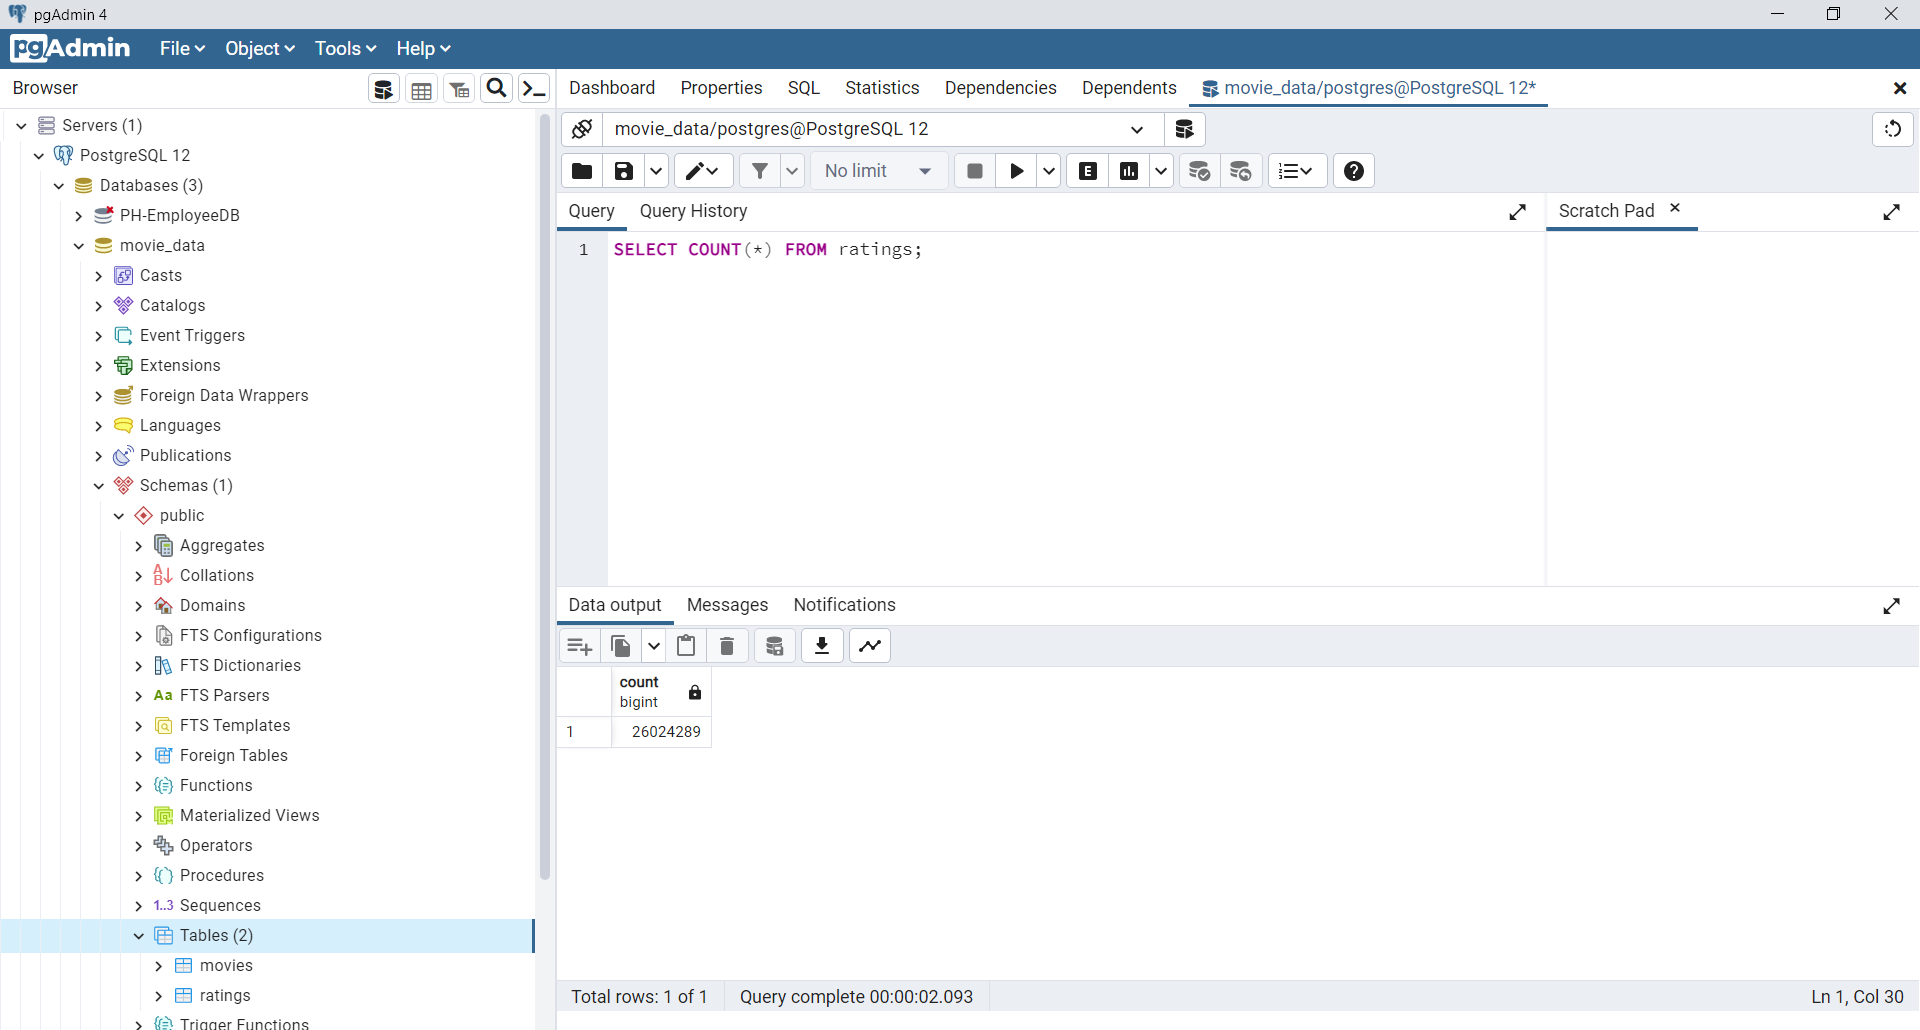 pgAdmin 4
pgAdmin File Object Tools Help
Browser
Dashboard Properties SQL Statistics Dependencies Dependents movie_data/postgres@PostgreSQL 12*
Servers (1)
PostgreSQL 12
Databases (3)
PH-EmployeeDB
movie_data
Casts
Catalogs
Event Triggers
Extensions
Foreign Data Wrappers
Languages
Publications
Schemas (1)
public
Aggregates
Collations
Domains
FTS Configurations
FTS Dictionaries
Aa FTS Parsers
FTS Templates
Foreign Tables
Functions
Materialized Views
Operators
Procedures
1..3 Sequences
Tables (2)
movies
ratings
Trigger Functions
movie_data/postgres@PostgreSQL 12
No limit
E
Query Query History
Scratch Pad
1 SELECT COUNT(*) FROM ratings;
Data output Messages Notifications
count
bigint
1 26024289
Total rows: 1 of 1 Query complete 00:00:02.093 Ln 1, Col 30